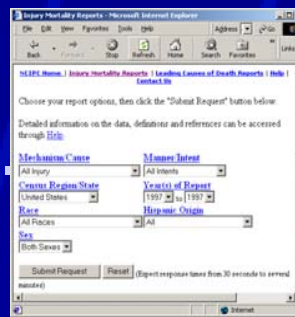 Injury Mortality Reports - Microsoft Internet Explorer
File Edit View Favorites Tools Help Address Links
Back Forward Stop Refresh Home Search Favorites Links
NCIPC Home | Injury Mortality Reports | Leading Causes of Death Reports | Help |
Contact Us
Choose your report options, then click the "Submit Request" button below.
Detailed information on the data, definitions and references can be accessed
through Help.
Mechanism/Cause Manner/Intent
All Injury All Intents
Census Region/State Year(s) of Report
United States 1997 to 1997
Race Hispanic Origin
All Races All
Sex
Both Sexes
Submit Request Reset (Expect response times from 30 seconds to several
minutes)
Internet